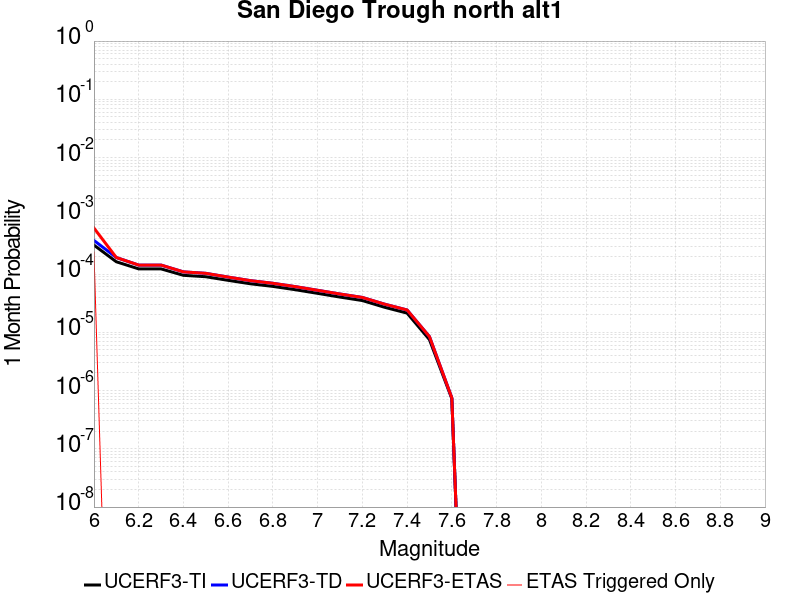 San Diego Trough north alt1
10^0
10^-1
10^-2
10^-3
10^-4
10^-5
10^-6
10^-7
10^-8
1 Month Probability
6 6.2 6.4 6.6 6.8 7 7.2 7.4 7.6 7.8 8 8.2 8.4 8.6 8.8 9
Magnitude
UCERF3-TI UCERF3-TD UCERF3-ETAS ETAS Triggered Only